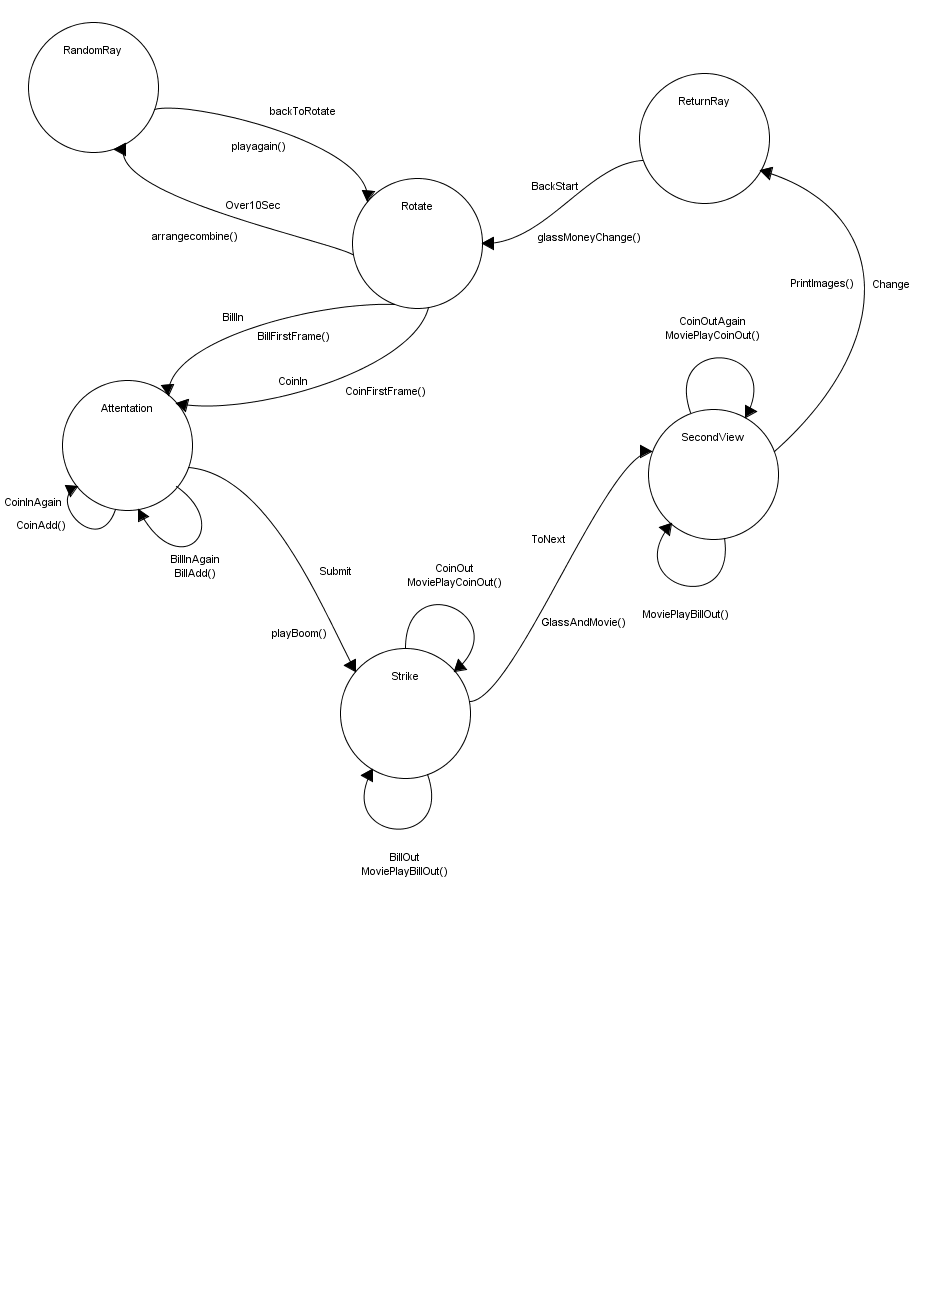 RandomRay
ReturnRay
backToRotate
playagain()
BackStart
Over10Sec
Rotate
arrangecombine()
glassMoneyChange()
PrintImages()
Change
BillIn
BillFirstFrame()
CoinOutAgain
MoviePlayCoinOut()
CoinIn
CoinFirstFrame()
Attentation
SecondView
CoinInAgain
CoinAdd()
BillInAgain
BillAdd()
ToNext
Submit
CoinOut
MoviePlayCoinOut()
MoviePlayBillOut()
GlassAndMovie()
playBoom()
Strike
BillOut
MoviePlayBillOut()